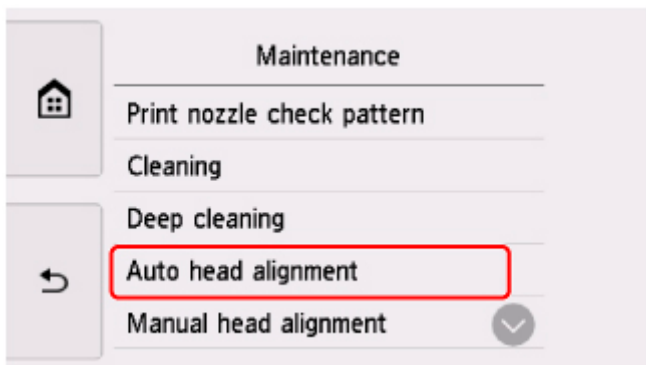 Maintenance
Print nozzle check pattern
Cleaning
Deep cleaning
Auto head alignment
Manual head alignment